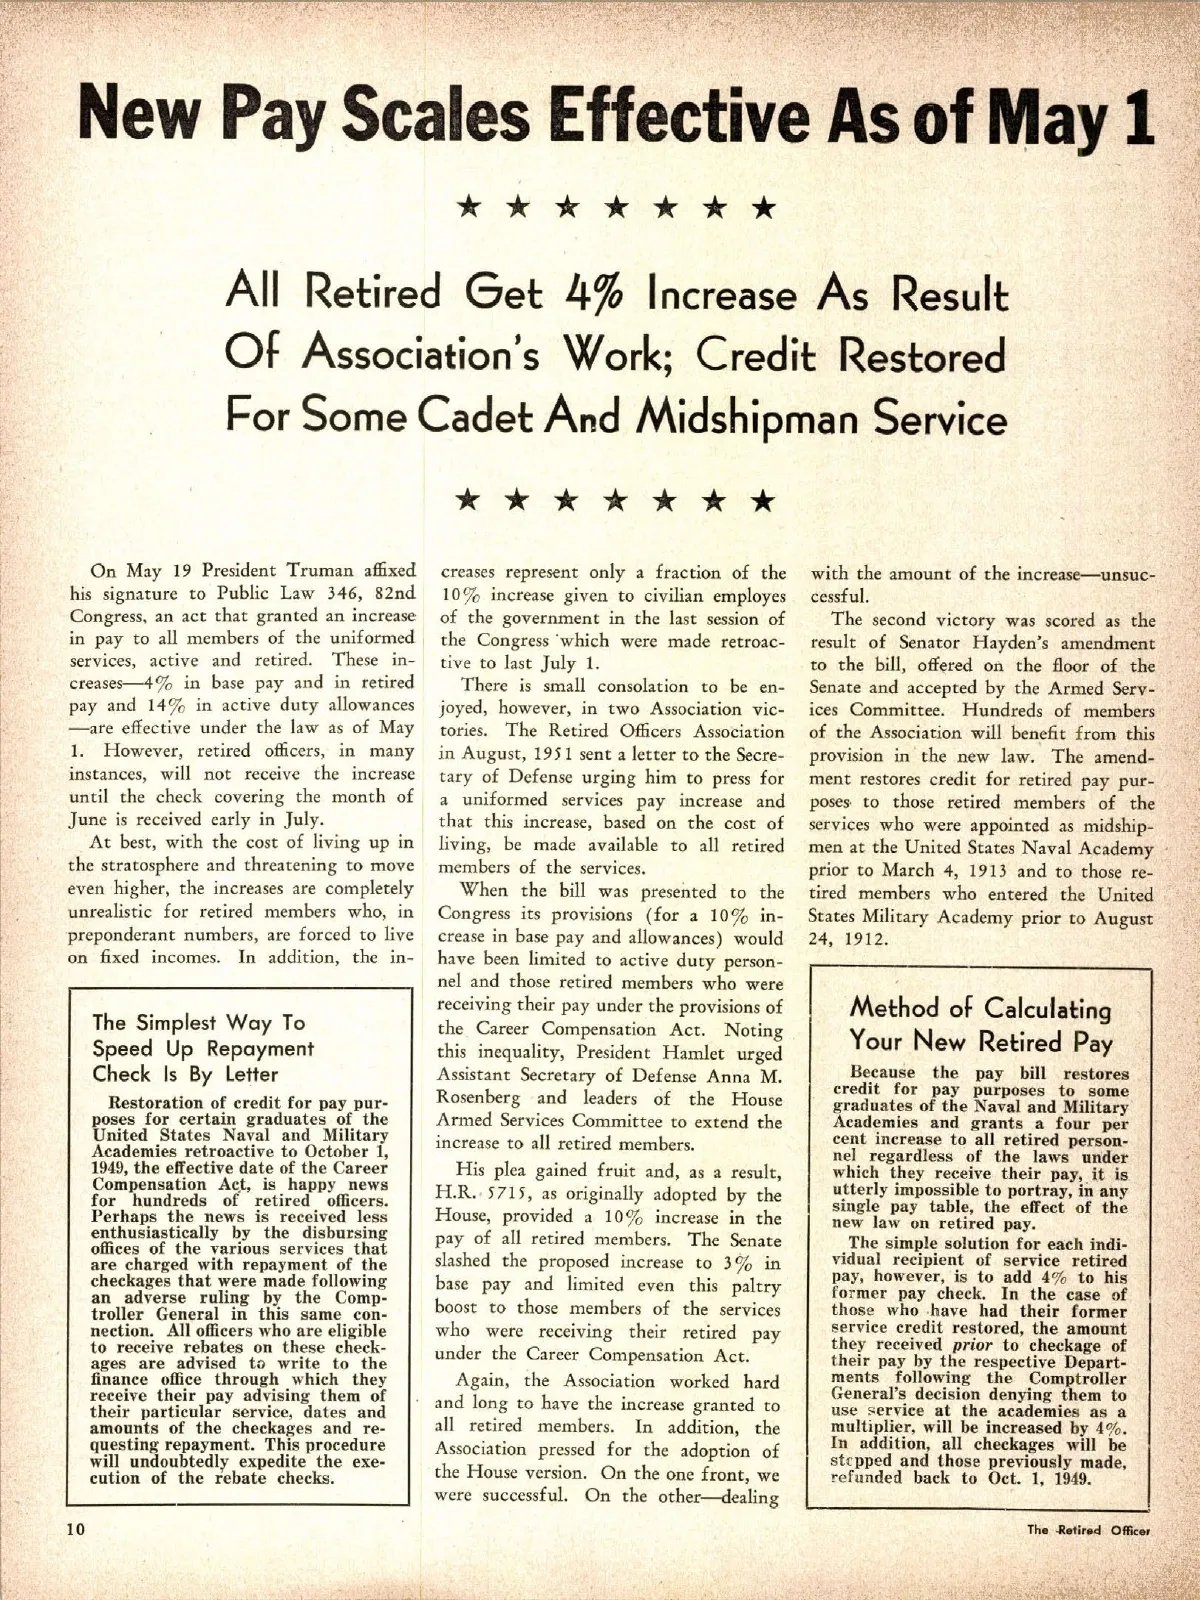 New Pay Scales Effective As of May 1
★ ★ ★ ★ ★ ★ ★
All Retired Get 4% Increase As Result
Of Association's Work; Credit Restored
For Some Cadet And Midshipman Service
★ ★ ★ ★ ★ ★ ★
On May 19 President Truman affixed
his signature to Public Law 346, 82nd
Congress, an act that granted an increase
in pay to all members of the uniformed
services, active and retired. These in-
creases—4% in base pay and in retired
pay and 14% in active duty allowances
—are effective under the law as of May
1. However, retired officers, in many
instances, will not receive the increase
until the check covering the month of
June is received early in July.
At best, with the cost of living up in
the stratosphere and threatening to move
even higher, the increases are completely
unrealistic for retired members who, in
preponderant numbers, are forced to live
on fixed incomes. In addition, the in-
The Simplest Way To
Speed Up Repayment
Check Is By Letter
Restoration of credit for pay pur-
poses for certain graduates of the
United States Naval and Military
Academies retroactive to October 1,
1949, the effective date of the Career
Compensation Act, is happy news
for hundreds of retired officers.
Perhaps the news is received less
enthusiastically by the disbursing
offices of the various services that
are charged with repayment of the
checkages that were made following
an adverse ruling by the Comp-
troller General in this same con-
nection. All officers who are eligible
to receive rebates on these check-
ages are advised to write to the
finance office through which they
receive their pay advising them of
their particular service, dates and
amounts of the checkages and re-
questing repayment. This procedure
will undoubtedly expedite the exe-
cution of the rebate checks.
creases represent only a fraction of the
10% increase given to civilian employes
of the government in the last session of
the Congress which were made retroac-
tive to last July 1.
There is small consolation to be en-
joyed, however, in two Association vic-
tories. The Retired Officers Association
in August, 1951 sent a letter to the Secre-
tary of Defense urging him to press for
a uniformed services pay increase and
that this increase, based on the cost of
living, be made available to all retired
members of the services.
When the bill was presented to the
Congress its provisions (for a 10% in-
crease in base pay and allowances) would
have been limited to active duty person-
nel and those retired members who were
receiving their pay under the provisions of
the Career Compensation Act. Noting
this inequality, President Hamlet urged
Assistant Secretary of Defense Anna M.
Rosenberg and leaders of the House
Armed Services Committee to extend the
increase to all retired members.
His plea gained fruit and, as a result,
H.R. 5715, as originally adopted by the
House, provided a 10% increase in the
pay of all retired members. The Senate
slashed the proposed increase to 3% in
base pay and limited even this paltry
boost to those members of the services
who were receiving their retired pay
under the Career Compensation Act.
Again, the Association worked hard
and long to have the increase granted to
all retired members. In addition, the
Association pressed for the adoption of
the House version. On the one front, we
were successful. On the other—dealing
with the amount of the increase—unsuc-
cessful.
The second victory was scored as the
result of Senator Hayden's amendment
to the bill, offered on the floor of the
Senate and accepted by the Armed Serv-
ices Committee. Hundreds of members
of the Association will benefit from this
provision in the new law. The amend-
ment restores credit for retired pay pur-
poses to those retired members of the
services who were appointed as midship-
men at the United States Naval Academy
prior to March 4, 1913 and to those re-
tired members who entered the United
States Military Academy prior to August
24, 1912.
Method of Calculating
Your New Retired Pay
Because the pay bill restores
credit for pay purposes to some
graduates of the Naval and Military
Academies and grants a four per
cent increase to all retired person-
nel regardless of the laws under
which they receive their pay, it is
utterly impossible to portray, in any
single pay table, the effect of the
new law on retired pay.
The simple solution for each indi-
vidual recipient of service retired
pay, however, is to add 4% to his
former pay check. In the case of
those who have had their former
service credit restored, the amount
they received prior to checkage of
their pay by the respective Depart-
ments following the Comptroller
General's decision denying them to
use service at the academies as a
multiplier, will be increased by 4%.
In addition, all checkages will be
stopped and those previously made,
refunded back to Oct. 1, 1949.
10
The Retired Officer